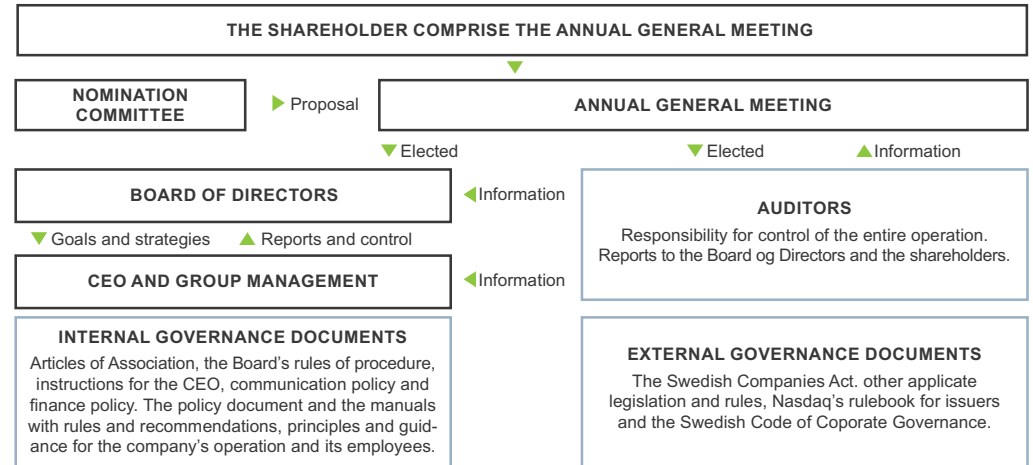 THE SHAREHOLDER COMPRISE THE ANNUAL GENERAL MEETING
NOMINATION
COMMITTEE
Proposal
ANNUAL GENERAL MEETING
Elected
Elected
Information
BOARD OF DIRECTORS
Information
Goals and strategies
Reports and control
CEO AND GROUP MANAGEMENT
Information
AUDITORS
Responsibility for control of the entire operation.
Reports to the Board og Directors and the shareholders.
INTERNAL GOVERNANCE DOCUMENTS
Articles of Association, the Board’s rules of procedure,
instructions for the CEO, communication policy and
finance policy. The policy document and the manuals
with rules and recommendations, principles and guid-
ance for the company’s operation and its employees.
EXTERNAL GOVERNANCE DOCUMENTS
The Swedish Companies Act. other applicate
legislation and rules, Nasdaq’s rulebook for issuers
and the Swedish Code of Coporate Governance.